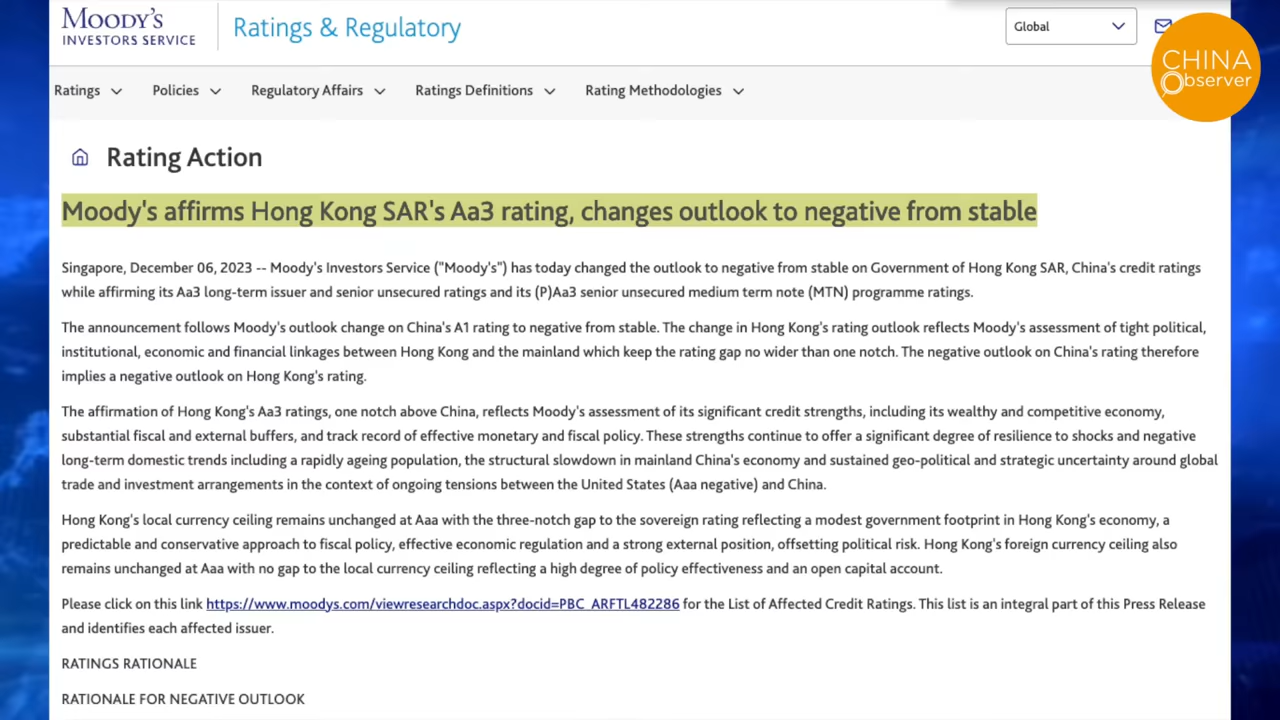 MOODY'S
INVESTORS SERVICE
Ratings & Regulatory
Global
CHINA
Observer
Ratings
Policies
Regulatory Affairs
Ratings Definitions
Rating Methodologies
Rating Action
Moody's affirms Hong Kong SAR's Aa3 rating, changes outlook to negative from stable
Singapore, December 06, 2023 -- Moody's Investors Service ("Moody's") has today changed the outlook to negative from stable on Government of Hong Kong SAR, China's credit ratings
while affirming its Aa3 long-term issuer and senior unsecured ratings and its (P)Aa3 senior unsecured medium term note (MTN) programme ratings.
The announcement follows Moody's outlook change on China's A1 rating to negative from stable. The change in Hong Kong's rating outlook reflects Moody's assessment of tight political,
institutional, economic and financial linkages between Hong Kong and the mainland which keep the rating gap no wider than one notch. The negative outlook on China's rating therefore
implies a negative outlook on Hong Kong's rating.
The affirmation of Hong Kong's Aa3 ratings, one notch above China, reflects Moody's assessment of its significant credit strengths, including its wealthy and competitive economy,
substantial fiscal and external buffers, and track record of effective monetary and fiscal policy. These strengths continue to offer a significant degree of resilience to shocks and negative
long-term domestic trends including a rapidly ageing population, the structural slowdown in mainland China's economy and sustained geo-political and strategic uncertainty around global
trade and investment arrangements in the context of ongoing tensions between the United States (Aaa negative) and China.
Hong Kong's local currency ceiling remains unchanged at Aaa with the three-notch gap to the sovereign rating reflecting a modest government footprint in Hong Kong's economy, a
predictable and conservative approach to fiscal policy, effective economic regulation and a strong external position, offsetting political risk. Hong Kong's foreign currency ceiling also
remains unchanged at Aaa with no gap to the local currency ceiling reflecting a high degree of policy effectiveness and an open capital account.
Please click on this link https://www.moodys.com/viewresearchdoc.aspx?docid=PBC_ARFTL482286 for the List of Affected Credit Ratings. This list is an integral part of this Press Release
and identifies each affected issuer.
RATINGS RATIONALE
RATIONALE FOR NEGATIVE OUTLOOK